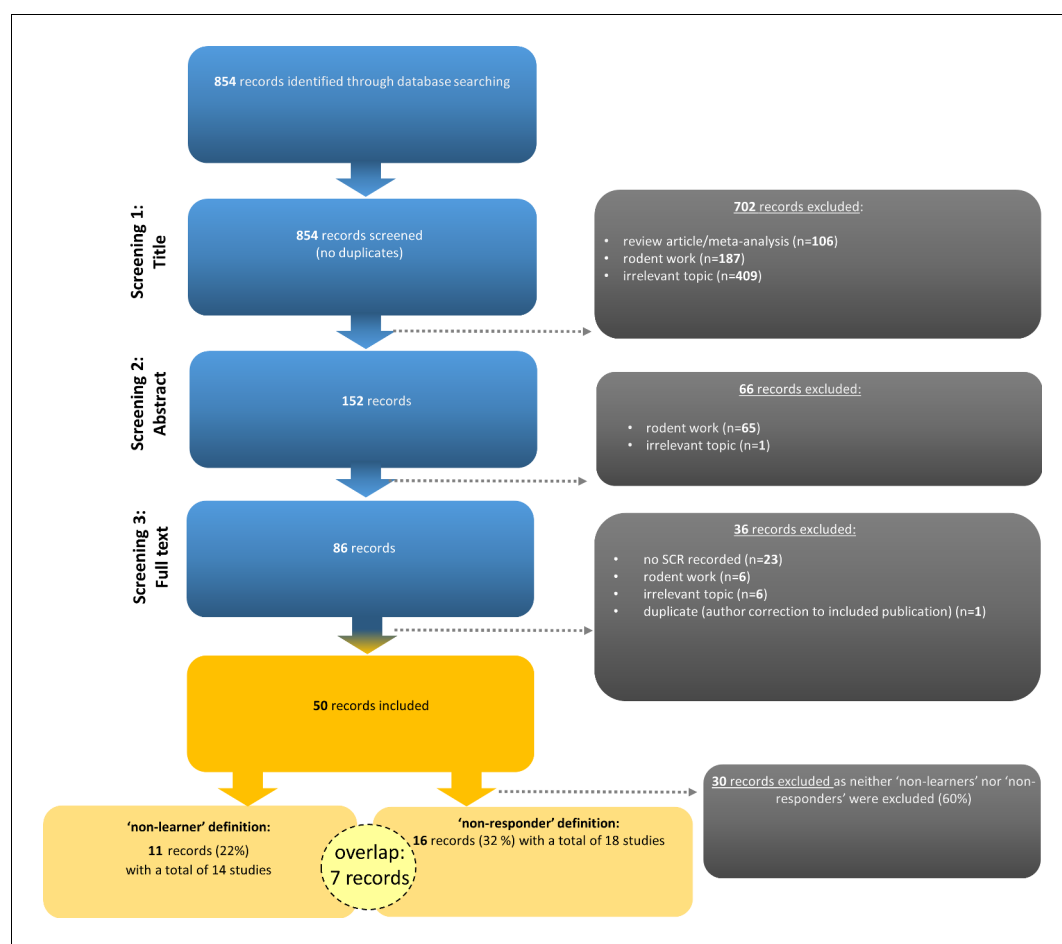 854 records identified through database searching
Screening 1:
Title
854 records screened
(no duplicates)
702 records excluded:
• review article/meta-analysis (n=106)
• rodent work (n=187)
• irrelevant topic (n=409)
Screening 2:
Abstract
152 records
66 records excluded:
• rodent work (n=65)
• irrelevant topic (n=1)
Screening 3:
Full text
86 records
36 records excluded:
• no SCR recorded (n=23)
• rodent work (n=6)
• irrelevant topic (n=6)
• duplicate (author correction to included publication) (n=1)
50 records included
30 records excluded as neither ‘non-learners’ nor ‘non-
responders’ were excluded (60%)
‘non-learner’ definition:
11 records (22%)
with a total of 14 studies
overlap:
7 records
‘non-responder’ definition:
16 records (32 %) with a total of 18 studies